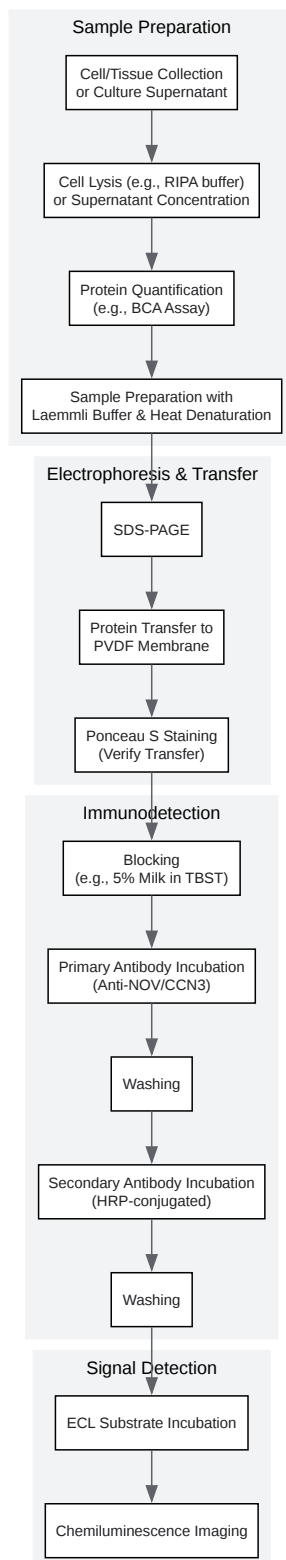 Sample Preparation
Cell/Tissue Collection
or Culture Supernatant
Cell Lysis (e.g., RIPA buffer)
or Supernatant Concentration
Protein Quantification
(e.g., BCA Assay)
Sample Preparation with
Laemmli Buffer & Heat Denaturation
Electrophoresis & Transfer
SDS-PAGE
Protein Transfer to
PVDF Membrane
Ponceau S Staining
(Verify Transfer)
Immunodetection
Blocking
(e.g., 5% Milk in TBST)
Primary Antibody Incubation
(Anti-NOV/CCN3)
Washing
Secondary Antibody Incubation
(HRP-conjugated)
Washing
Signal Detection
ECL Substrate Incubation
Chemiluminescence Imaging